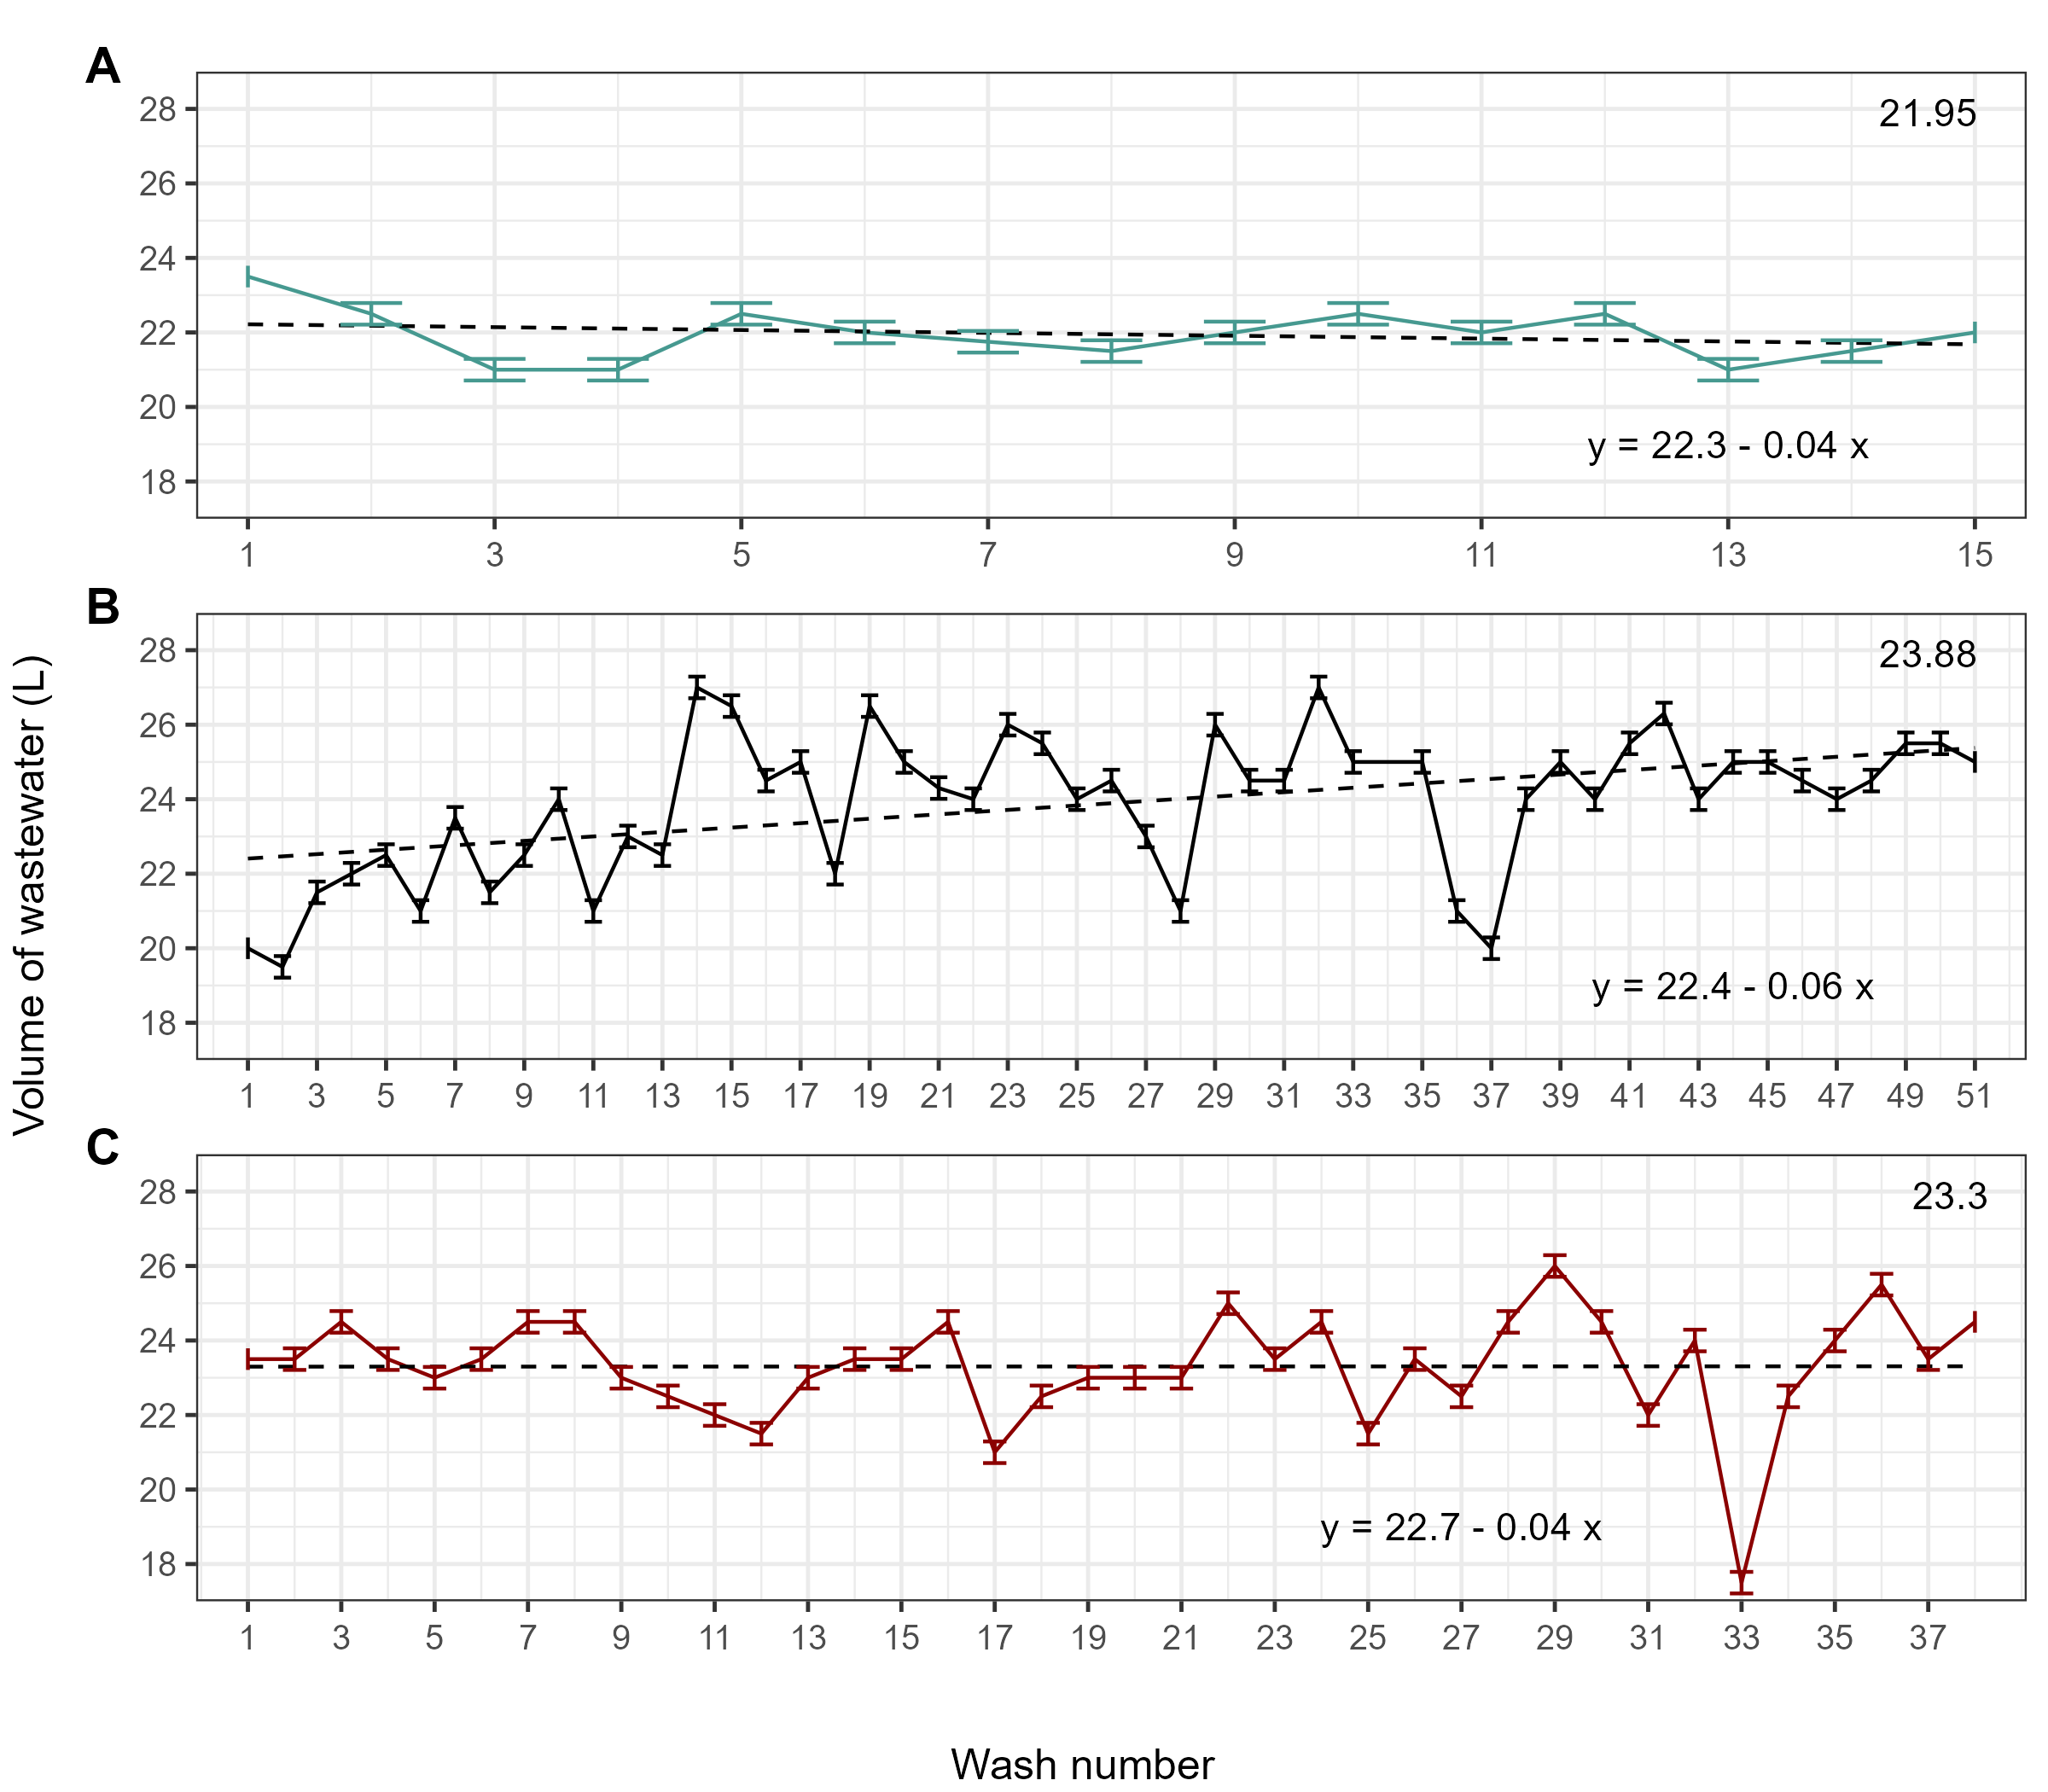 A
28
26
24
22
20
18
21.95
y = 22.3 - 0.04 x
1 3 5 7 9 11 13 15
B
28
26
24
22
20
18
23.88
y = 22.4 - 0.06 x
1 3 5 7 9 11 13 15 17 19 21 23 25 27 29 31 33 35 37 39 41 43 45 47 49 51
Volume of wastewater (L)
C
28
26
24
22
20
18
23.3
y = 22.7 - 0.04 x
1 3 5 7 9 11 13 15 17 19 21 23 25 27 29 31 33 35 37
Wash number